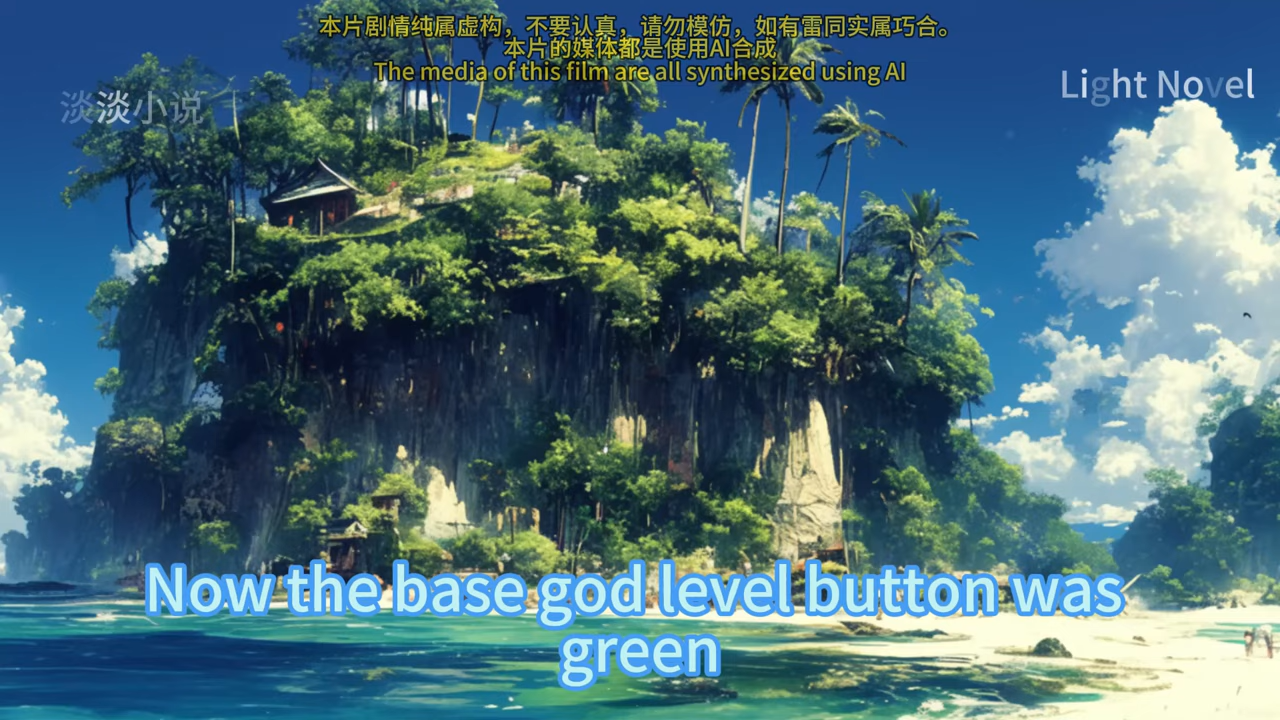 本片剧情纯属虚构，不要认真，请勿模仿，如有雷同实属巧合。
本片的媒体都是使用AI合成
The media of this film are all synthesized using AI
淡淡小说
Light Novel
Now the base god level button was
green